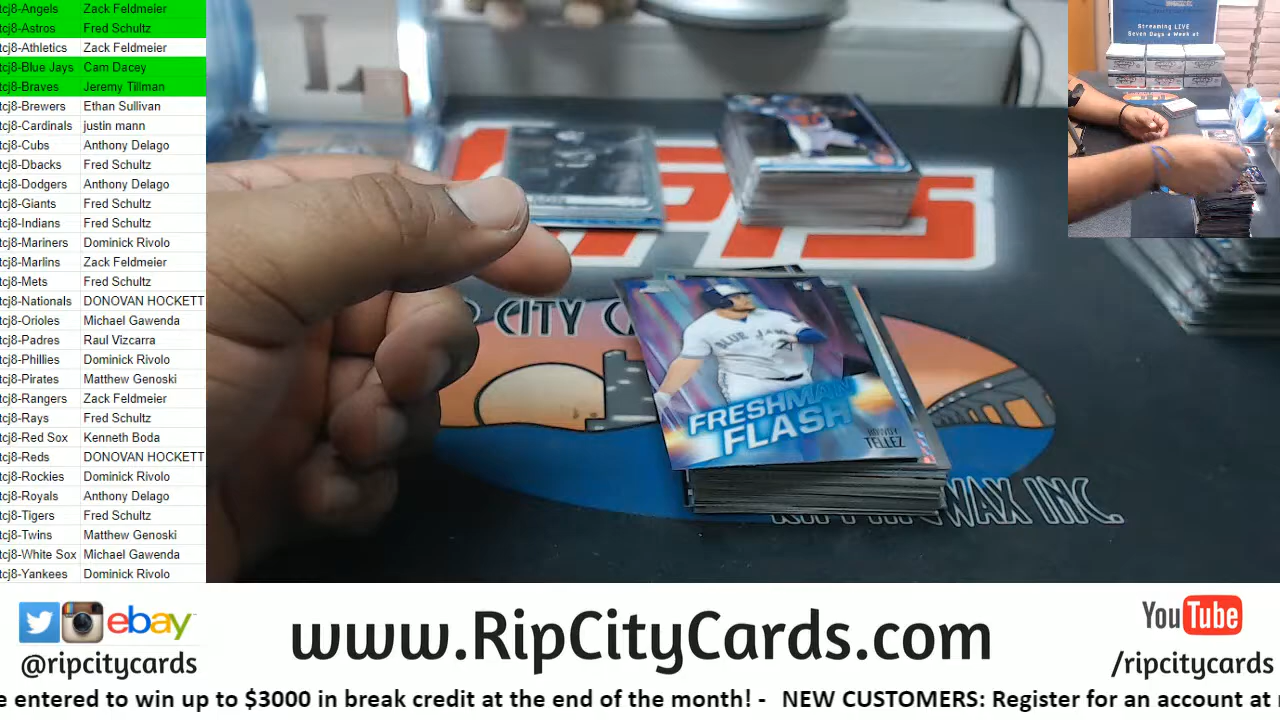 tcj8-Angels Zack Feldmeier
tcj8-Astros Fred Schultz
tcj8-Athletics Zack Feldmeier
tcj8-Blue Jays Cam Dacey
tcj8-Braves Jeremy Tillman
tcj8-Brewers Ethan Sullivan
tcj8-Cardinals justin mann
tcj8-Cubs Anthony Delago
tcj8-Dbacks Fred Schultz
tcj8-Dodgers Anthony Delago
tcj8-Giants Fred Schultz
tcj8-Indians Fred Schultz
tcj8-Mariners Dominick Rivolo
tcj8-Marlins Zack Feldmeier
tcj8-Mets Fred Schultz
tcj8-Nationals DONOVAN HOCKETT
tcj8-Orioles Michael Gawenda
tcj8-Padres Raul Vizcarra
tcj8-Phillies Dominick Rivolo
tcj8-Pirates Matthew Genoski
tcj8-Rangers Zack Feldmeier
tcj8-Rays Fred Schultz
tcj8-Red Sox Kenneth Boda
tcj8-Reds DONOVAN HOCKETT
tcj8-Rockies Dominick Rivolo
tcj8-Royals Anthony Delago
tcj8-Tigers Fred Schultz
tcj8-Twins Matthew Genoski
tcj8-White Sox Michael Gawenda
tcj8-Yankees Dominick Rivolo
Streaming LIVE
Seven Days a Week at
CITY
BLUE JAYS
FRESHMAN
FLASH
ROWDY
TELLEZ
WAX INC.
ebay
@ripcitycards
www.RipCityCards.com
YouTube
/ripcitycards
e entered to win up to $3000 in break credit at the end of the month! - NEW CUSTOMERS: Register for an account at